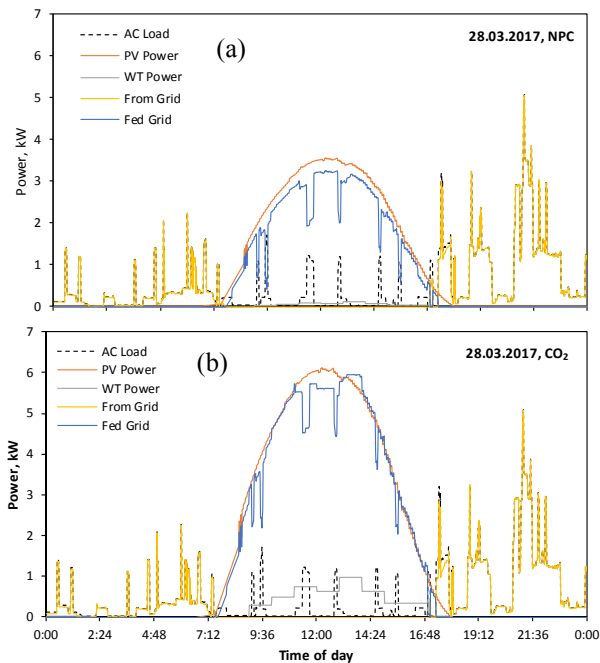 7
(a)
28.03.2017, NPC
AC Load
PV Power
WT Power
From Grid
Fed Grid
6
5
4
3
2
1
0
Power, kW
7
(b)
28.03.2017, CO₂
AC Load
PV Power
WT Power
From Grid
Fed Grid
6
5
4
3
2
1
0
Power, kW
0:00 2:24 4:48 7:12 9:36 12:00 14:24 16:48 19:12 21:36 0:00
Time of day